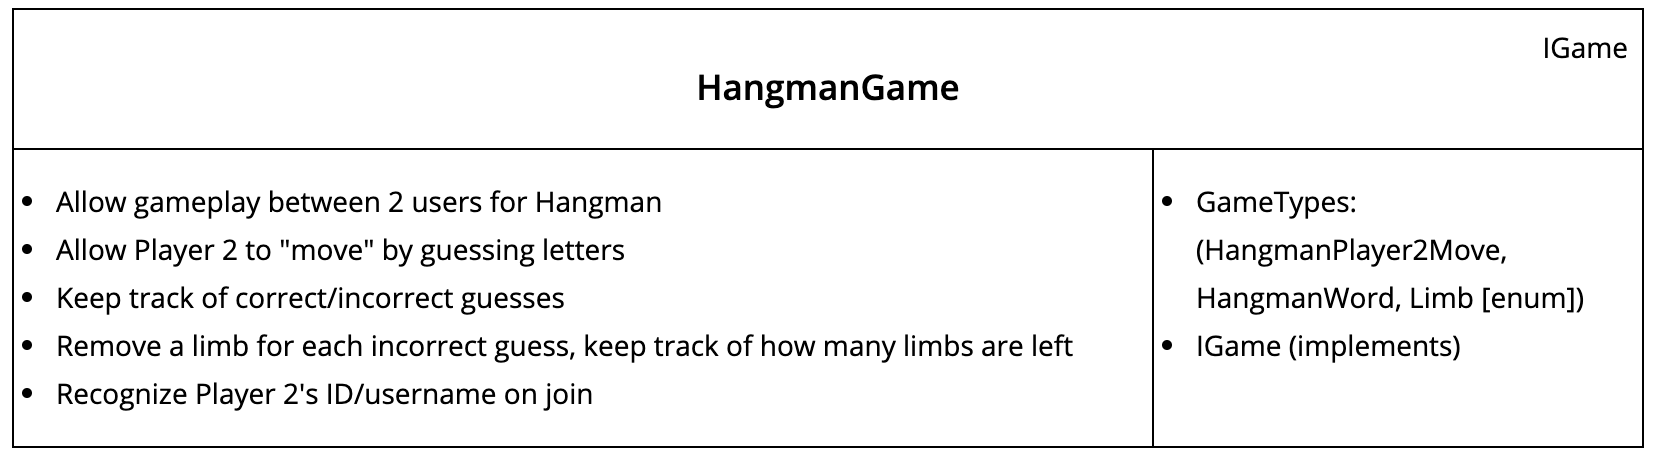 IGame
HangmanGame
Allow gameplay between 2 users for Hangman
Allow Player 2 to "move" by guessing letters
Keep track of correct/incorrect guesses
Remove a limb for each incorrect guess, keep track of how many limbs are left
Recognize Player 2's ID/username on join
GameTypes:
(HangmanPlayer2Move,
HangmanWord, Limb [enum])
IGame (implements)